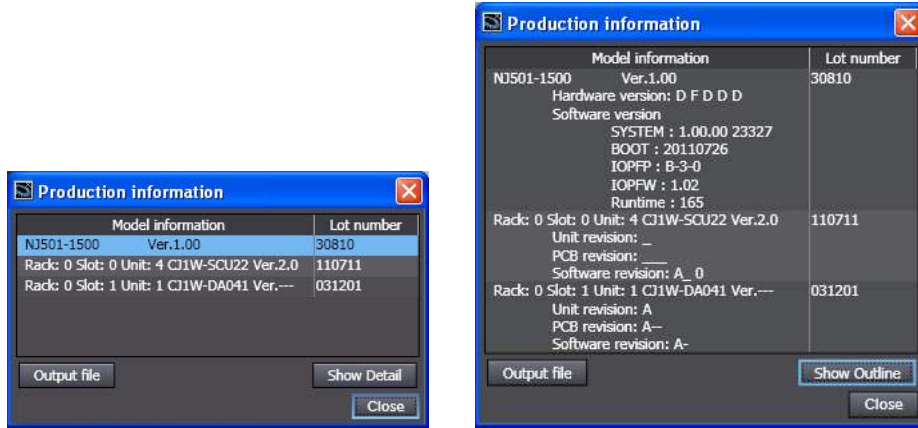 Production information
Model information Lot number
NJ501-1500 Ver.1.00 30810
Rack: 0 Slot: 0 Unit: 4 CJ1W-SCU22 Ver.2.0 110711
Rack: 0 Slot: 1 Unit: 1 CJ1W-DA041 Ver.--- 031201
Output file Show Detail
Close
Production information
Model information Lot number
NJ501-1500 Ver.1.00 30810
Hardware version: D F D D D
Software version
SYSTEM : 1.00.00 23327
BOOT : 20110726
IOPFP : B-3-0
IOPFW : 1.02
Runtime : 165
Rack: 0 Slot: 0 Unit: 4 CJ1W-SCU22 Ver.2.0 110711
Unit revision: _
PCB revision: ___
Software revision: A_ 0
Rack: 0 Slot: 1 Unit: 1 CJ1W-DA041 Ver.--- 031201
Unit revision: A
PCB revision: A--
Software revision: A-
Output file Show Outline
Close